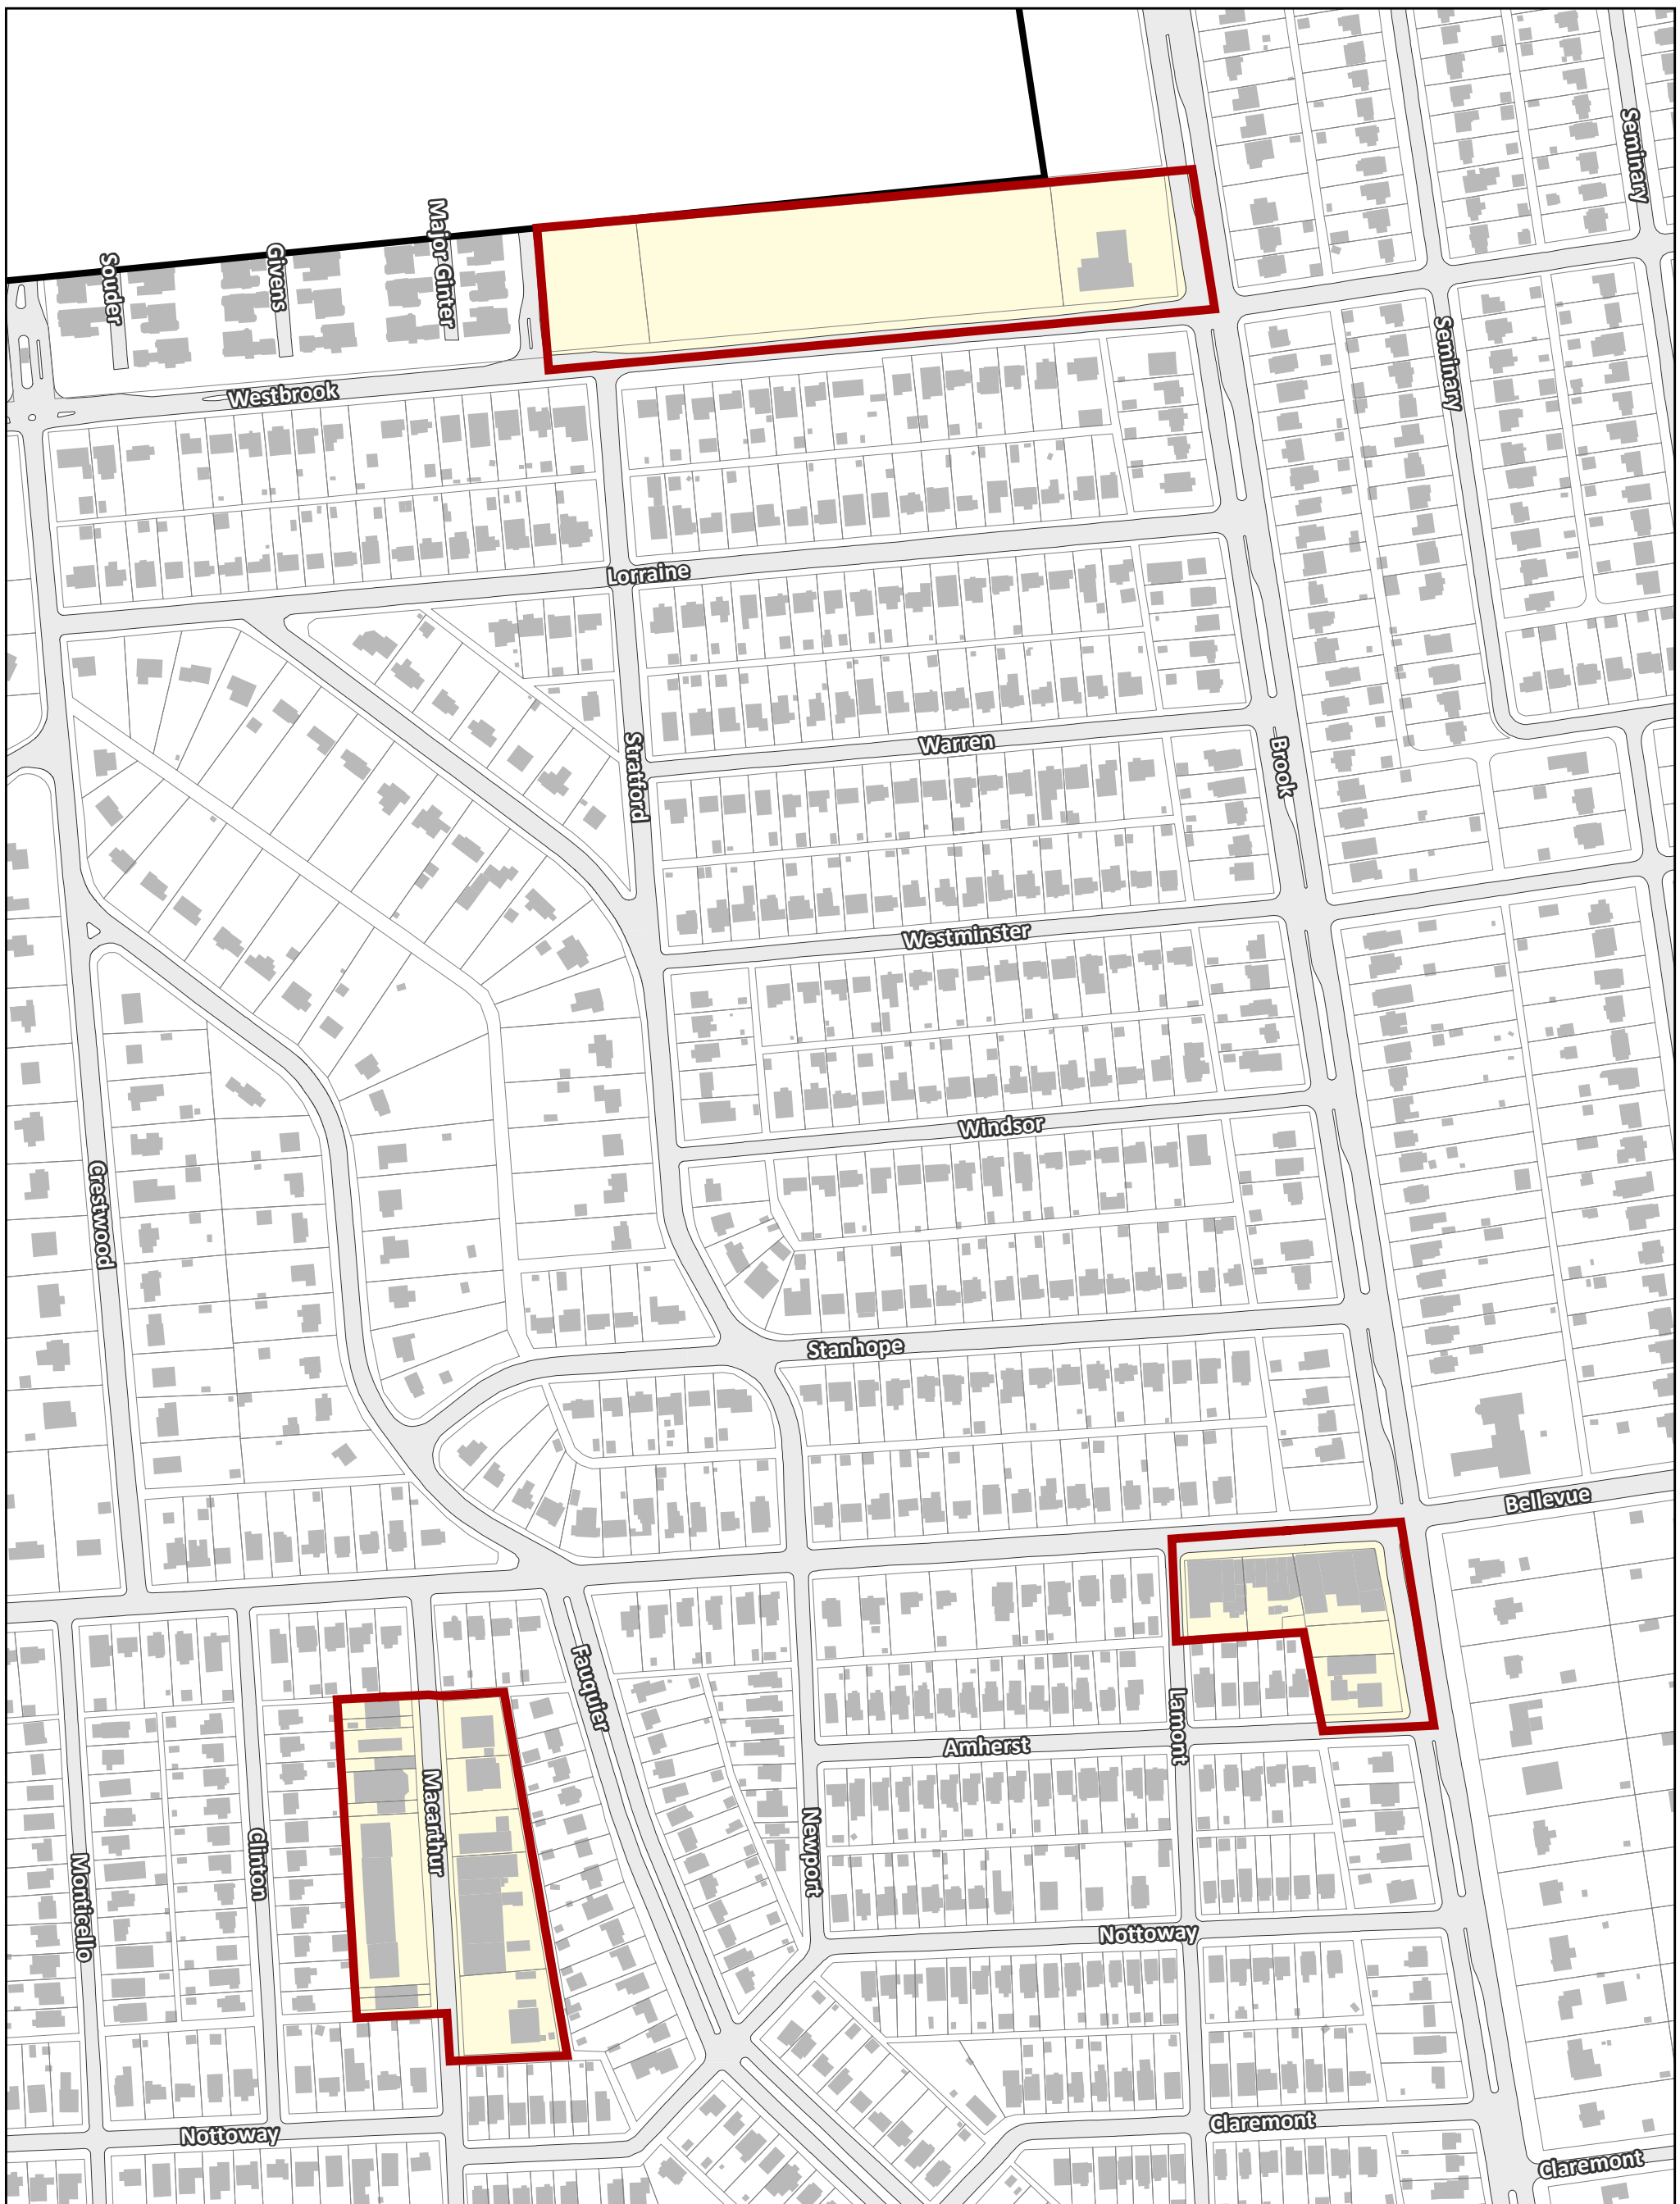 Seminary
Major Ginter
Givens
Souder
Seminary
Westbrook
Lorraine
Stratford
Warren
Brook
Westminster
Windsor
Crestwood
Stanhope
Bellevue
Fauquier
Lamont
Amherst
Macarthur
Newport
Clinton
Monticello
Nottoway
Nottoway
Claremont
Claremont